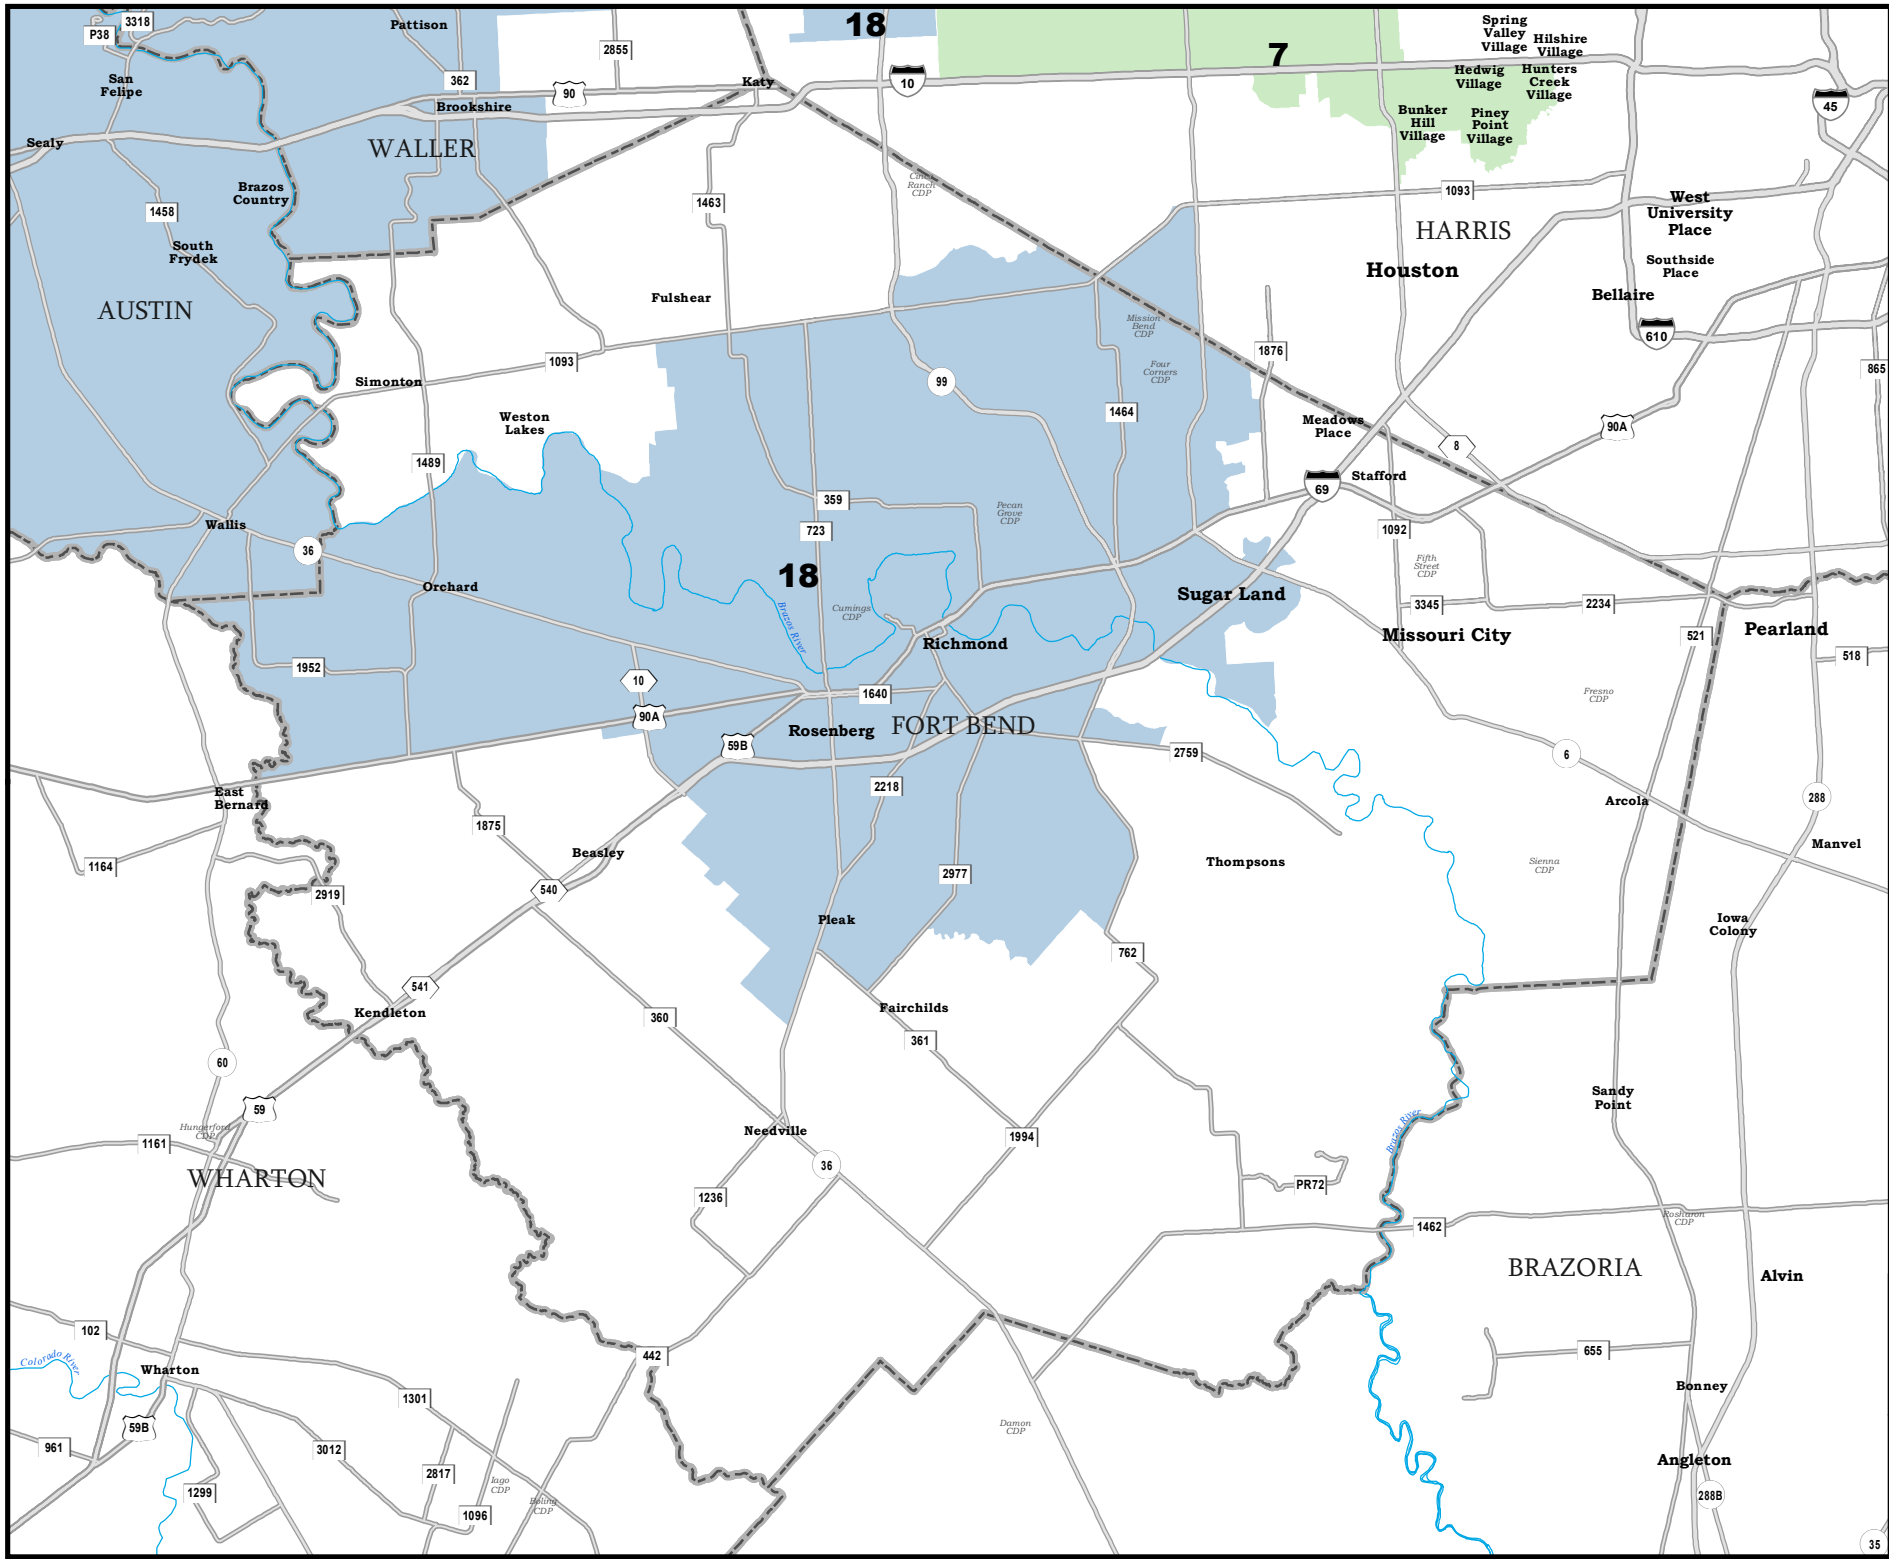 3318
P38
Pattison
18
Spring
Valley
Village
Hilshire
Village
2855
7
San
Felipe
362
90
Katy
10
Hedwig
Village
Hunters
Creek
Village
45
Brookshire
Bunker
Hill
Village
Piney
Point
Village
Sealy
WALLER
Brazos
Country
Cinco
Ranch
CDP
1458
1463
1093
West
University
Place
HARRIS
South
Frydek
Houston
Southside
Place
Bellaire
AUSTIN
Fulshear
Mission
Bend
CDP
610
1876
1093
Four
Corners
CDP
865
Simonton
99
1464
Weston
Lakes
Meadows
Place
90A
8
1489
Stafford
69
359
Pecan
Grove
CDP
Wallis
723
1092
36
Fifth
Street
CDP
18
Orchard
Sugar Land
Cumings
CDP
Brazos River
3345
2234
Richmond
Missouri City
521
Pearland
1952
518
10
1640
Fresno
CDP
90A
Rosenberg
FORT BEND
59B
2759
6
2218
East
Bernard
Arcola
288
1875
Manvel
Beasley
1164
Thompsons
Sienna
CDP
2977
540
2919
Pleak
Iowa
Colony
762
541
Kendleton
Fairchilds
360
361
60
Sandy
Point
59
Hungerford
CDP
Brazos River
1161
Needville
1994
36
WHARTON
PR72
1236
Rosharon
CDP
1462
BRAZORIA
Alvin
102
442
655
Colorado River
Wharton
Bonney
1301
59B
Damon
CDP
961
3012
Angleton
2817
Iago
CDP
1299
288B
Boling
CDP
1096
35